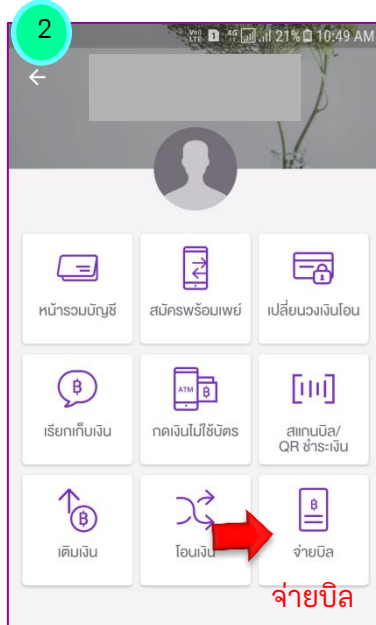 2
VoD LTE 1 4G 21% 10:49 AM
หน้ารวมบัญชี
สมัครพร้อมเพย์
เปลี่ยนวงเงินโอน
เรียกเก็บเงิน
ATM
กดเงินไม่ใช้บัตร
สแกนบิล/
QR ชำระเงิน
เติมเงิน
โอนเงิน
จ่ายบิล
จ่ายบิล